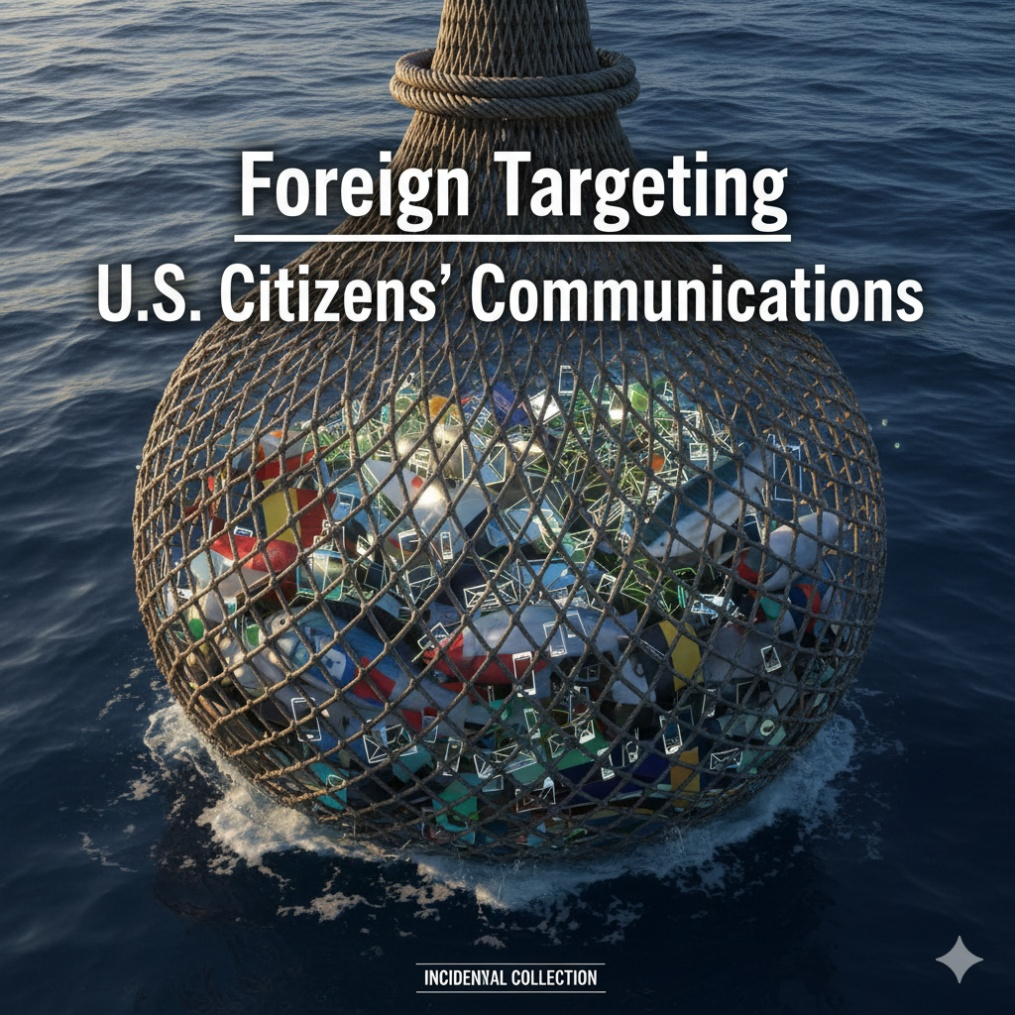 Foreign Targeting
U.S. Citizens’ Communications
INCIDENYAL COLLECTION